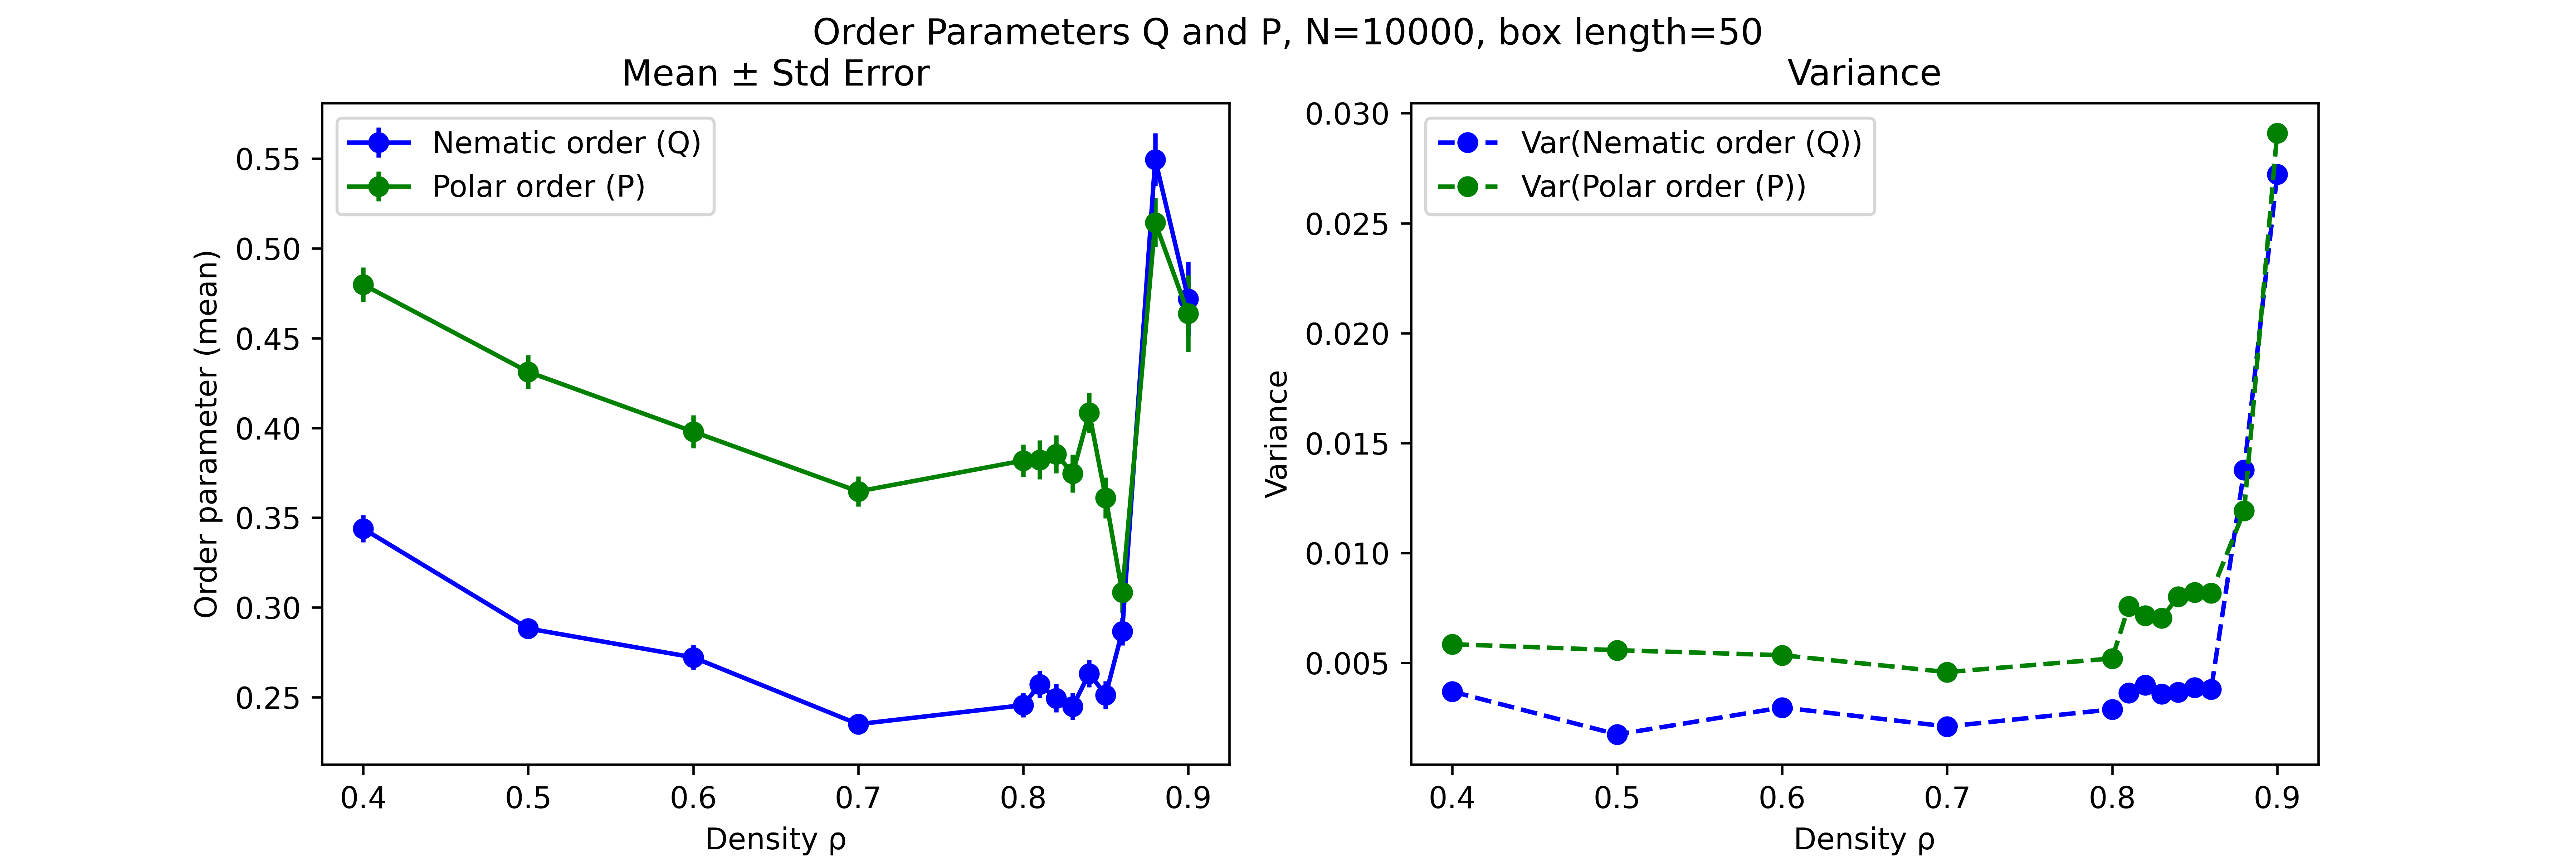 Order Parameters Q and P, N=10000, box length=50
Mean ± Std Error
Nematic order (Q)
Polar order (P)
Order parameter (mean)
0.55
0.50
0.45
0.40
0.35
0.30
0.25
0.4 0.5 0.6 0.7 0.8 0.9
Density ρ
Variance
Var(Nematic order (Q))
Var(Polar order (P))
Variance
0.030
0.025
0.020
0.015
0.010
0.005
0.4 0.5 0.6 0.7 0.8 0.9
Density ρ